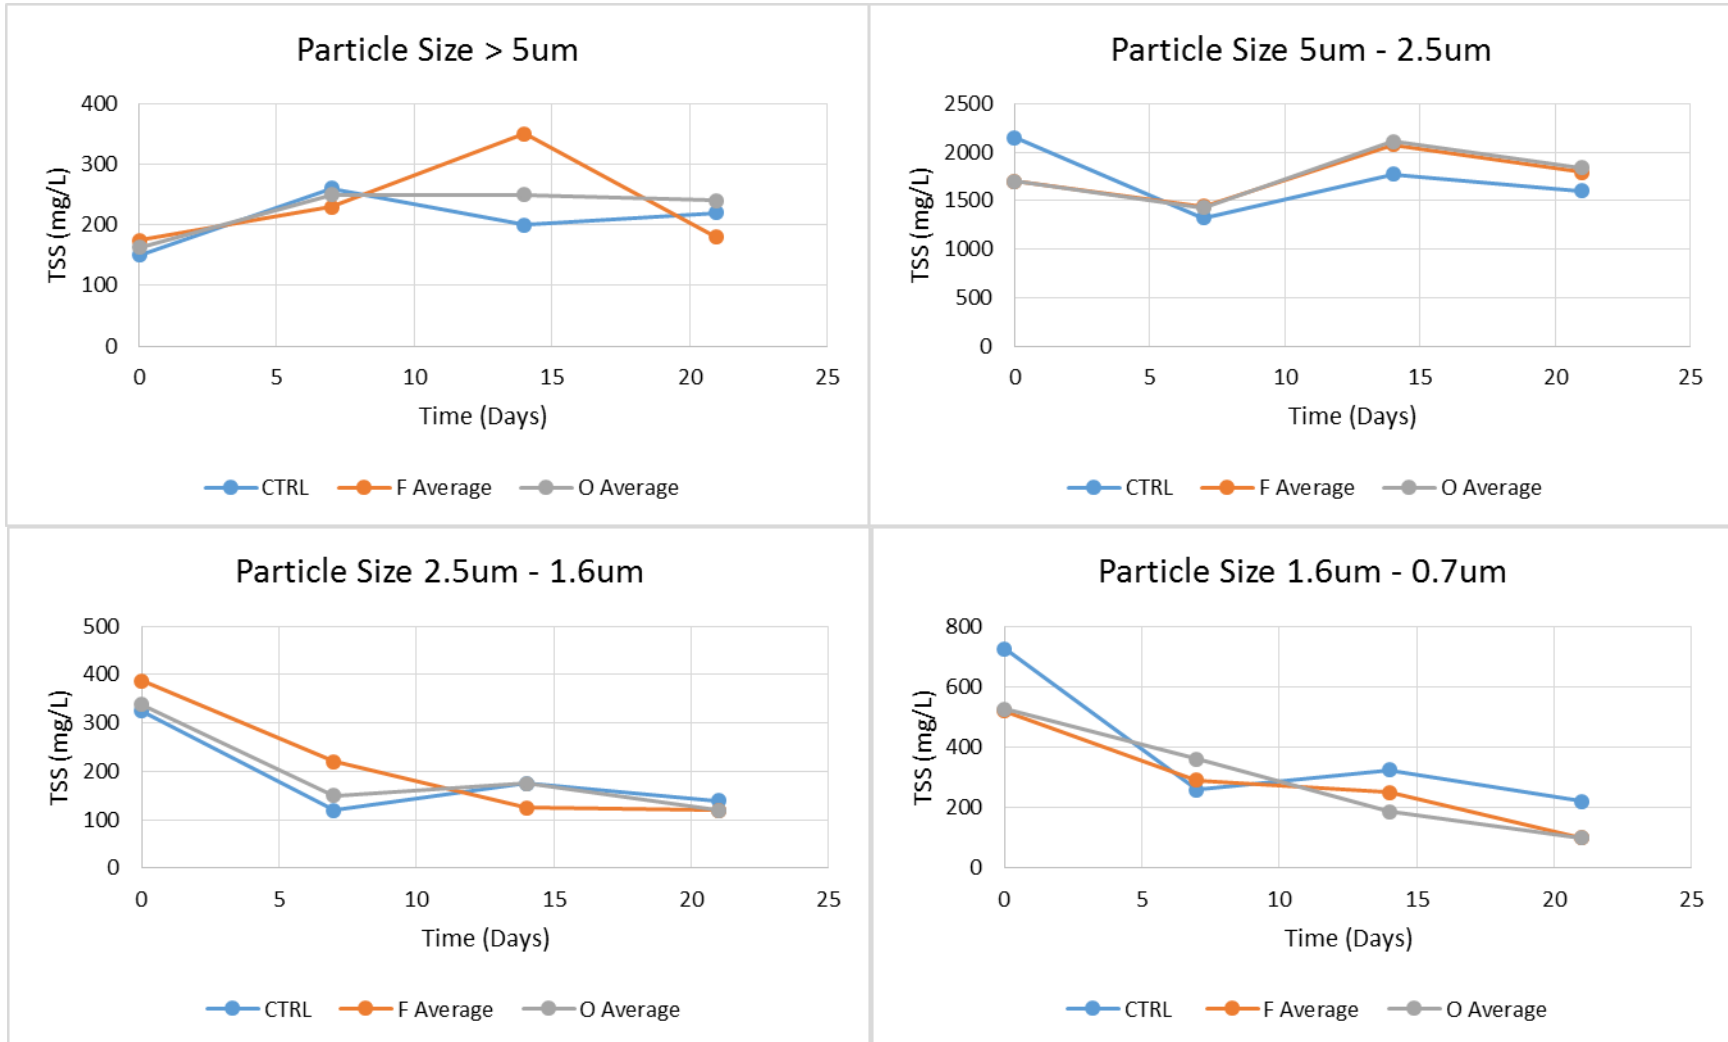 Particle Size > 5um
TSS (mg/L)
400
300
200
100
0
0 5 10 15 20 25
Time (Days)
CTRL F Average O Average
Particle Size 5um - 2.5um
TSS (mg/L)
2500
2000
1500
1000
500
0
0 5 10 15 20 25
Time (Days)
CTRL F Average O Average
Particle Size 2.5um - 1.6um
TSS (mg/L)
500
400
300
200
100
0
0 5 10 15 20 25
Time (Days)
CTRL F Average O Average
Particle Size 1.6um - 0.7um
TSS (mg/L)
800
600
400
200
0
0 5 10 15 20 25
Time (Days)
CTRL F Average O Average